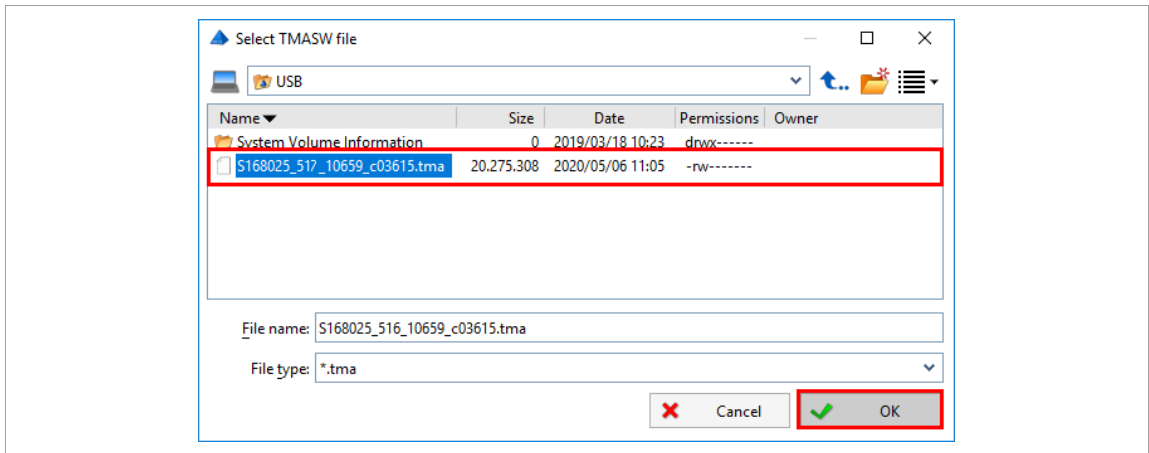 Select TMASW file
USB
Name Size Date Permissions Owner
System Volume Information 0 2019/03/18 10:23 drwx------
S168025_517_10659_c03615.tma 20.275.308 2020/05/06 11:05 -rw-------
File name: S168025_516_10659_c03615.tma
File type: *.tma
Cancel OK